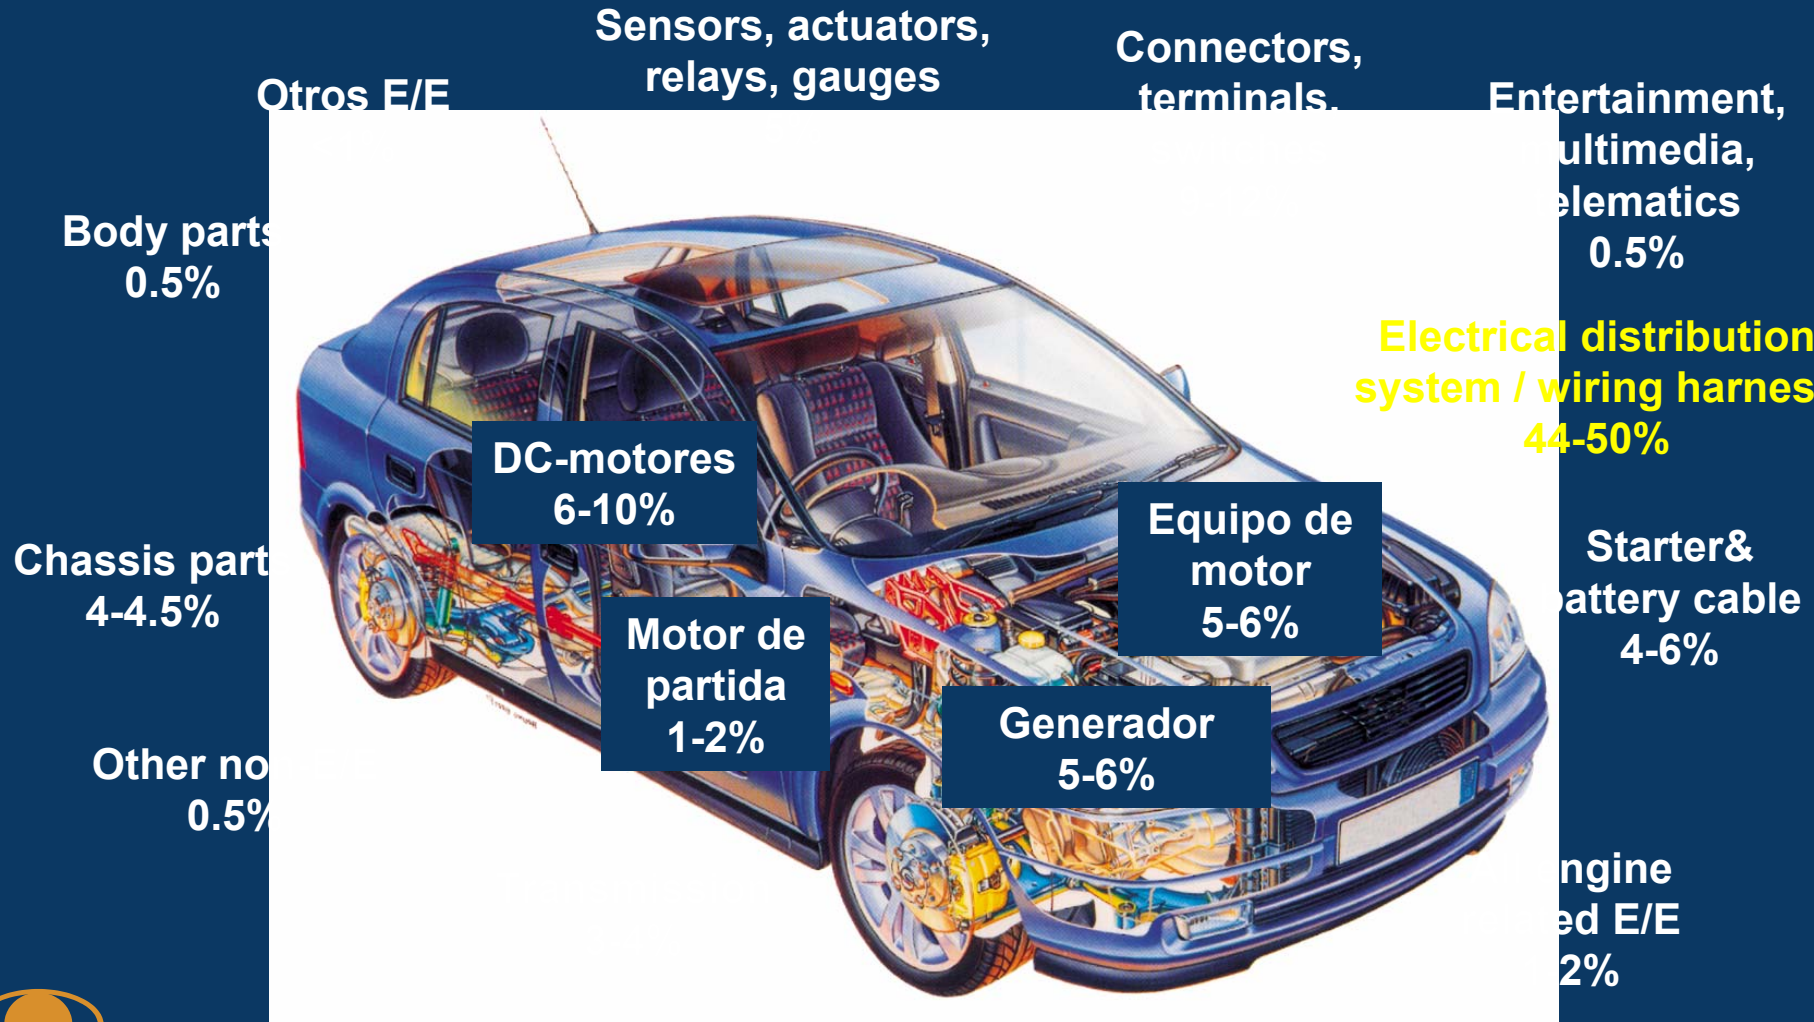 Sensors, actuators,
relays, gauges
Connectors,
terminals,
Otros E/E
Entertainment,
ultimedia,
elematics
0.5%
Body parts
0.5%
Electrical distribution
system / wiring harnes
44-50%
DC-motores
6-10%
Equipo de
motor
5-6%
Chassis part
4-4.5%
Starter&
battery cable
4-6%
Motor de
partida
1-2%
Generador
5-6%
Other no
0.5%
ngine
ed E/E
2%